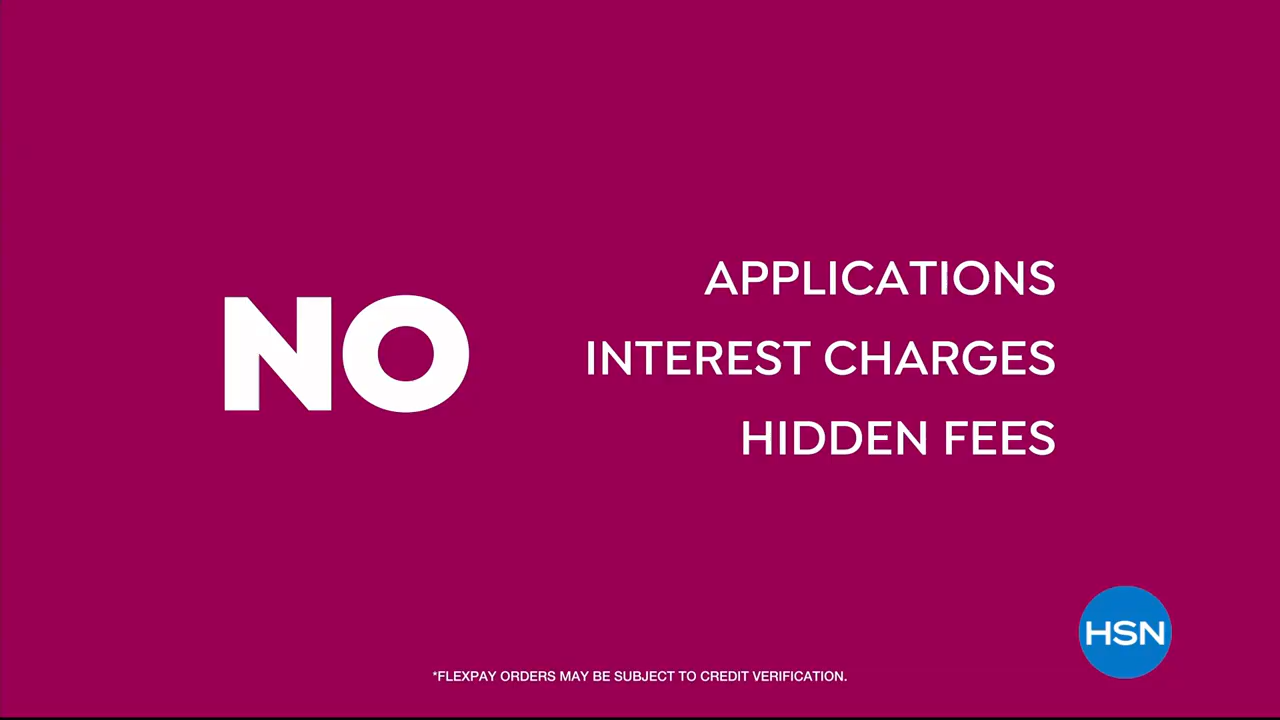 NO
APPLICATIONS
INTEREST CHARGES
HIDDEN FEES
HSN
*FLEXPAY ORDERS MAY BE SUBJECT TO CREDIT VERIFICATION.